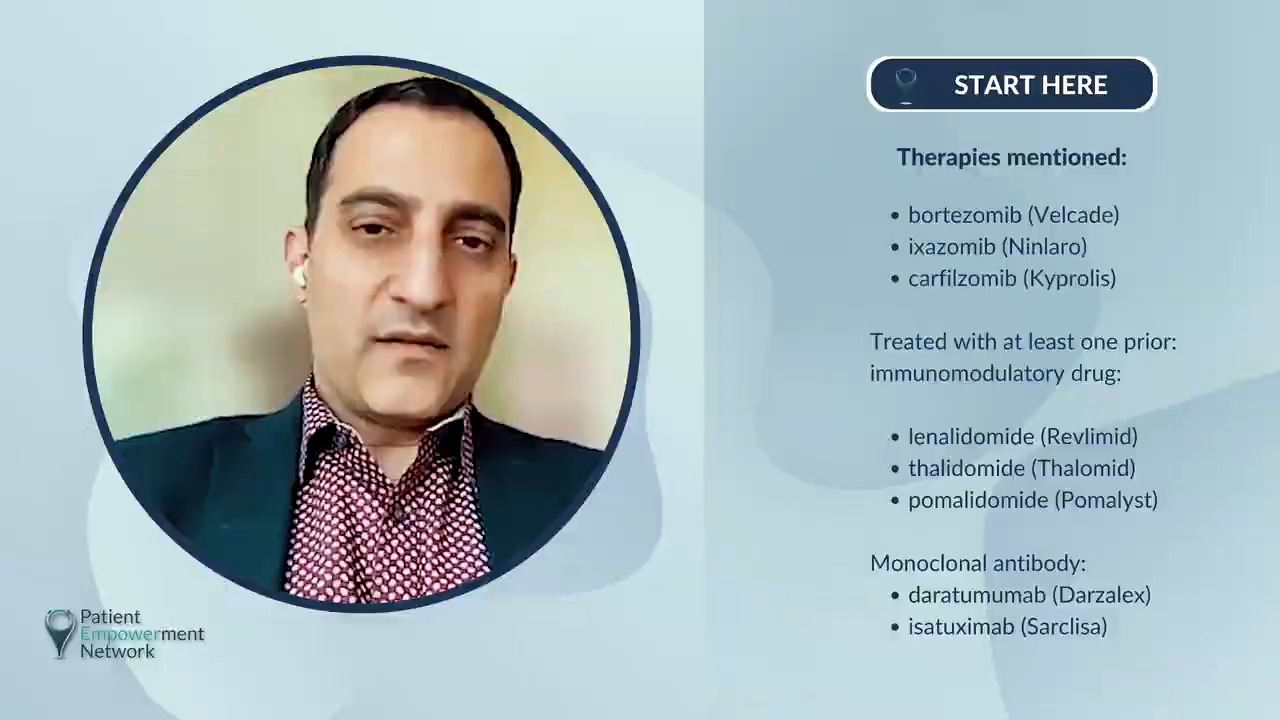 START HERE
Therapies mentioned:
• bortezomib (Velcade)
• ixazomib (Ninlaro)
• carfilzomib (Kyprolis)
Treated with at least one prior:
immunomodulatory drug:
• lenalidomide (Revlimid)
• thalidomide (Thalomid)
• pomalidomide (Pomalyst)
Monoclonal antibody:
• daratumumab (Darzalex)
• isatuximab (Sarclisa)
Patient
Empowerment
Network